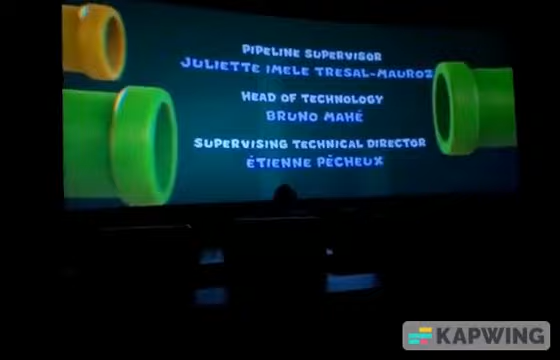 PIPELINE SUPERVISOR
JULIETTE IMELE TRESAL-MAUROZ
HEAD OF TECHNOLOGY
BRUNO MAHÉ
SUPERVISING TECHNICAL DIRECTOR
ÉTIENNE PÉCHEUX
KAPWING